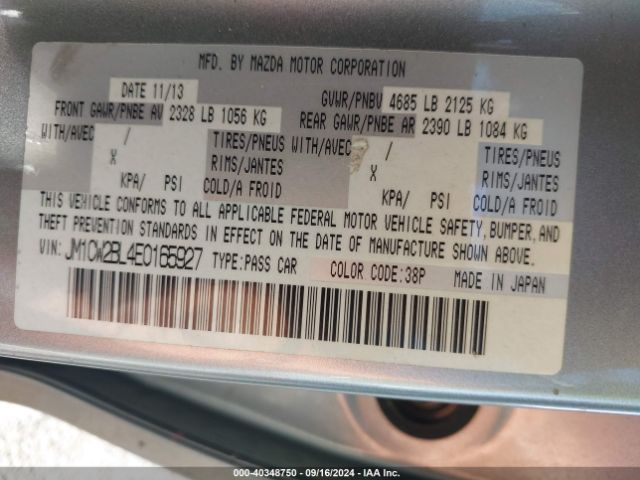 MFD. BY MAZDA MOTOR CORPORATION
DATE 11/13 GVWR/PNBV 4685 LB 2125 KG
FRONT GAWR/PNBE AV 2328 LB 1056 KG REAR GAWR/PNBE AR 2390 LB 1084 KG
WITH/AVEC / TIRES/PNEUS WITH/AVEC / TIRES/PNEUS
X RIMS/JANTES X RIMS/JANTES
KPA/ PSI COLD/A FROID KPA/ PSI COLD/A FROID
THIS VEHICLE CONFORMS TO ALL APPLICABLE FEDERAL MOTOR VEHICLE SAFETY, BUMPER, AND
THEFT PREVENTION STANDARDS IN EFFECT ON THE DATE OF MANUFACTURE SHOWN ABOVE.
VIN: JM1CW2BL4E0165927 TYPE:PASS CAR COLOR CODE:38P MADE IN JAPAN
000-40348750 - 09/16/2024 - IAA Inc.